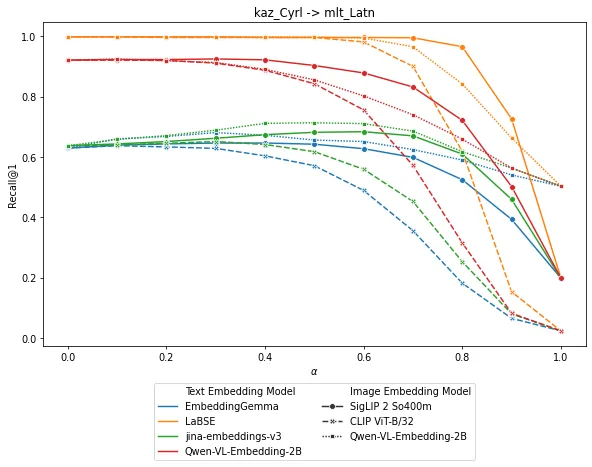 kaz_Cyrl -> mlt_Latn
Recall@1
1.0
0.8
0.6
0.4
0.2
0.0
0.0 0.2 0.4 0.6 0.8 1.0
α
Text Embedding Model
EmbeddingGemma
LaBSE
jina-embeddings-v3
Qwen-VL-Embedding-2B
Image Embedding Model
SigLIP 2 So400m
CLIP ViT-B/32
Qwen-VL-Embedding-2B